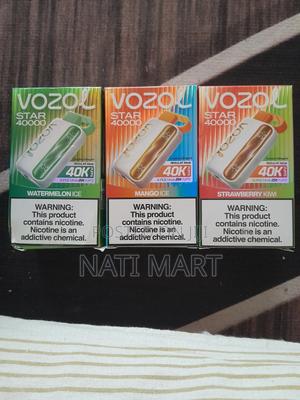 VOZOL
STAR
40000
40K
WATERMELON ICE
WARNING:
This product
contains nicotine.
Nicotine is an
addictive chemical.
VOZOL
STAR
40000
40K
MANGO ICE
WARNING:
This product
contains nicotine.
Nicotine is an
addictive chemical.
VOZOL
STAR
40000
40K
STRAWBERRY KIWI
WARNING:
This product
contains nicotine.
Nicotine is an
addictive chemical.
NATI MART